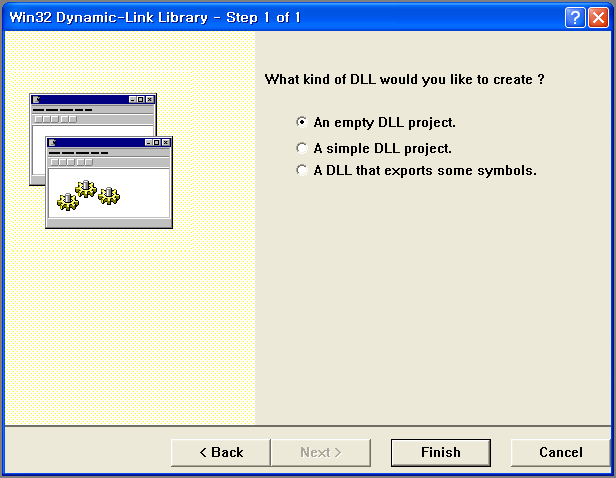 Win32 Dynamic-Link Library - Step 1 of 1
What kind of DLL would you like to create ?
An empty DLL project.
A simple DLL project.
A DLL that exports some symbols.
< Back
Next >
Finish
Cancel